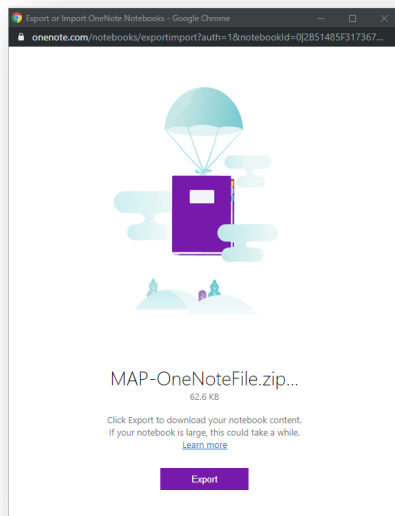 Export or Import OneNote Notebooks - Google Chrome
onenote.com/notebooks/exportimport?auth=1&notebookId=0|2B51485F317367...
MAP-OneNoteFile.zip...
62.6 KB
Click Export to download your notebook content.
If your notebook is large, this could take a while.
Learn more
Export